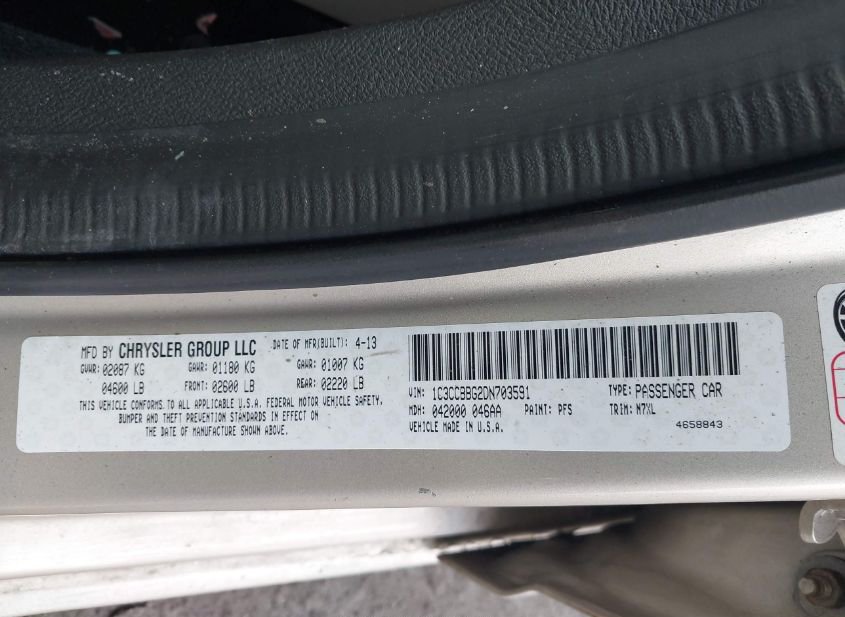 MFD BY CHRYSLER GROUP LLC DATE OF MFR(BUILT): 4-13
GVWR: 02087 KG GAWR: 01180 KG GAWR: 01007 KG
04600 LB FRONT: 02600 LB REAR: 02220 LB
THIS VEHICLE CONFORMS TO ALL APPLICABLE U.S.A. FEDERAL MOTOR VEHICLE SAFETY,
BUMPER AND THEFT PREVENTION STANDARDS IN EFFECT ON
THE DATE OF MANUFACTURE SHOWN ABOVE.
VIN: 1C3CCBBG2DN703591 TYPE: PASSENGER CAR
MDH: 042000 046AA PAINT: PFS TRIM: N7XL
VEHICLE MADE IN U.S.A. 4658843